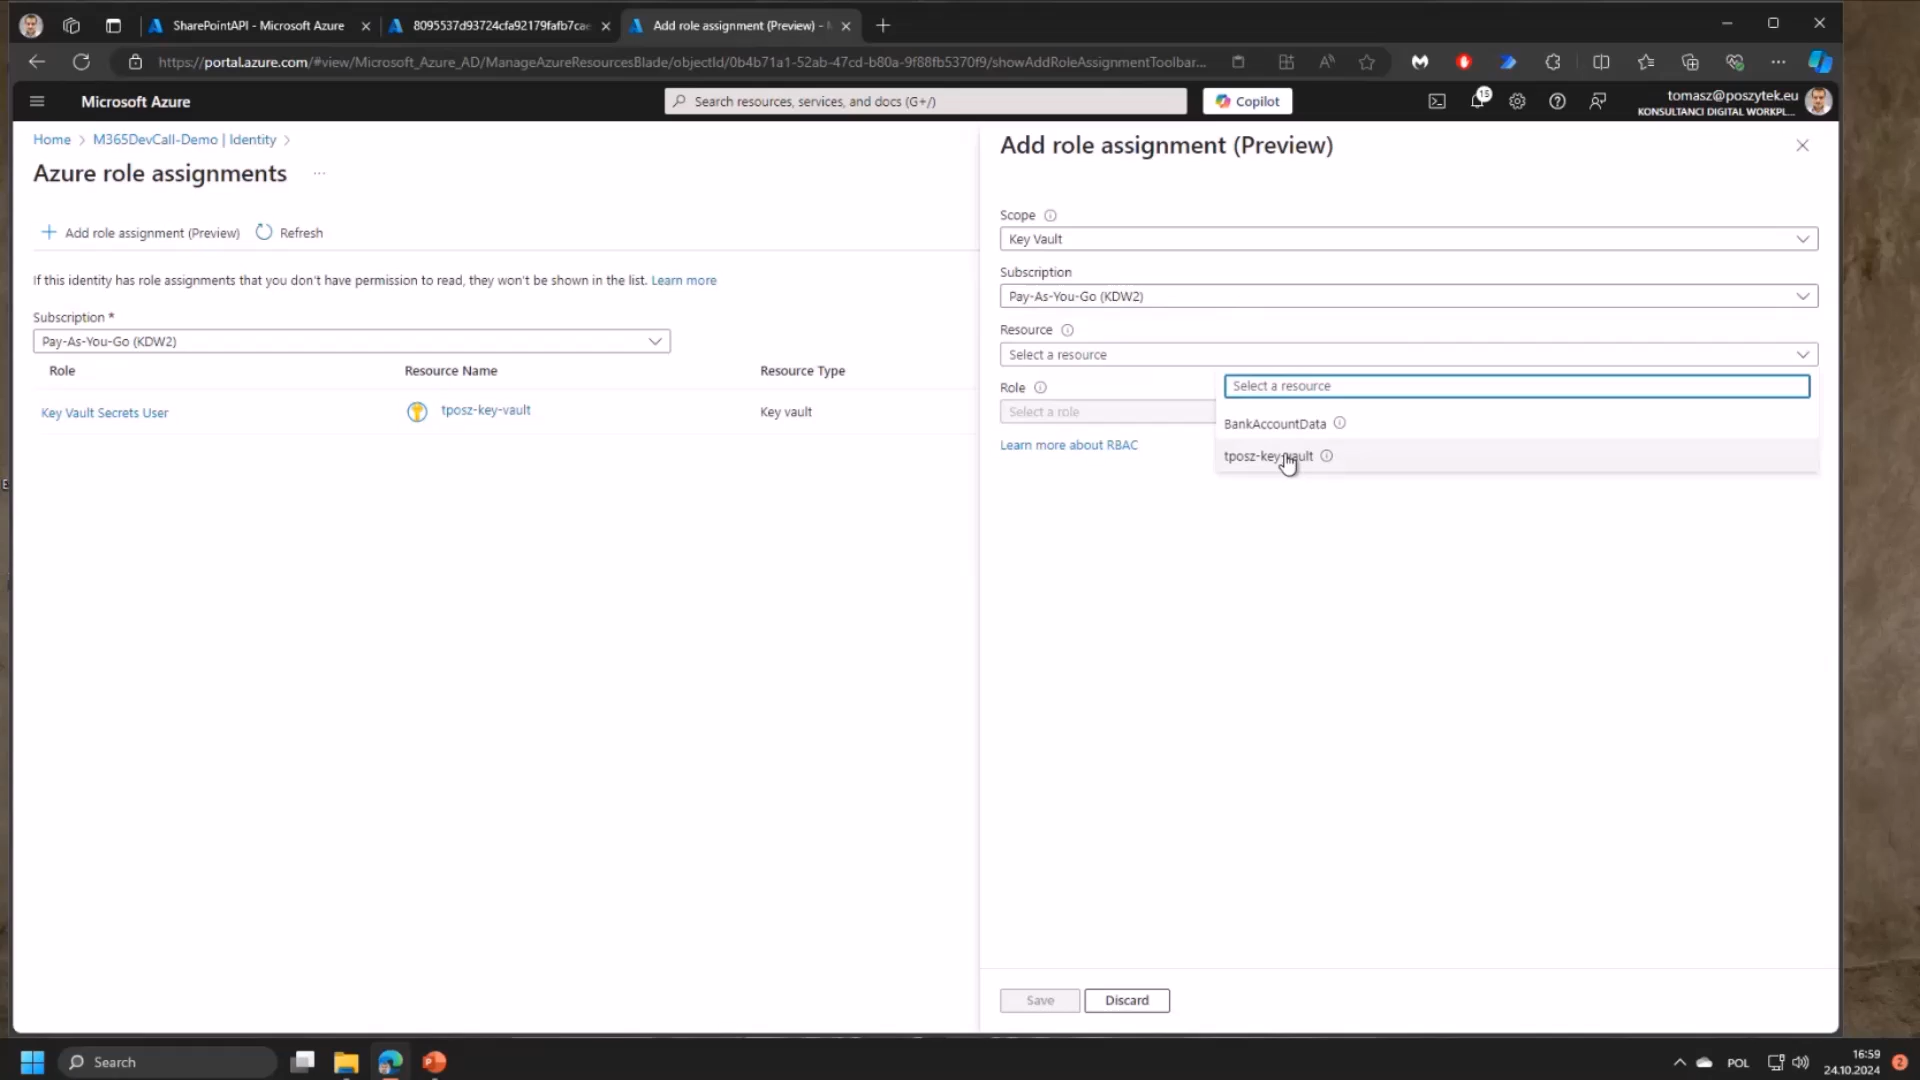 SharePointAPI - Microsoft Azure
8095537d93724cfa92179fafb7cae
Add role assignment (Preview) -
https://portal.azure.com/#view/Microsoft_Azure_AD/ManageAzureResourcesBlade/objectId/0b4b71a1-52ab-47cd-b80a-9f88fb5370f9/showAddRoleAssignmentToolbar...
Microsoft Azure
Search resources, services, and docs (G+/)
Copilot
15
tomasz@poszytek.eu
KONSULTANCI DIGITAL WORKPL...
Home > M365DevCall-Demo | Identity >
Azure role assignments ...
+ Add role assignment (Preview) Refresh
If this identity has role assignments that you don't have permission to read, they won't be shown in the list. Learn more
Subscription *
Pay-As-You-Go (KDW2)
Role Resource Name Resource Type
Key Vault Secrets User tposz-key-vault Key vault
Add role assignment (Preview)
Scope
Key Vault
Subscription
Pay-As-You-Go (KDW2)
Resource
Select a resource
Select a resource
BankAccountData
tposz-key-vault
Role
Select a role
Learn more about RBAC
Save Discard
Search
POL
16:59
24.10.2024
2